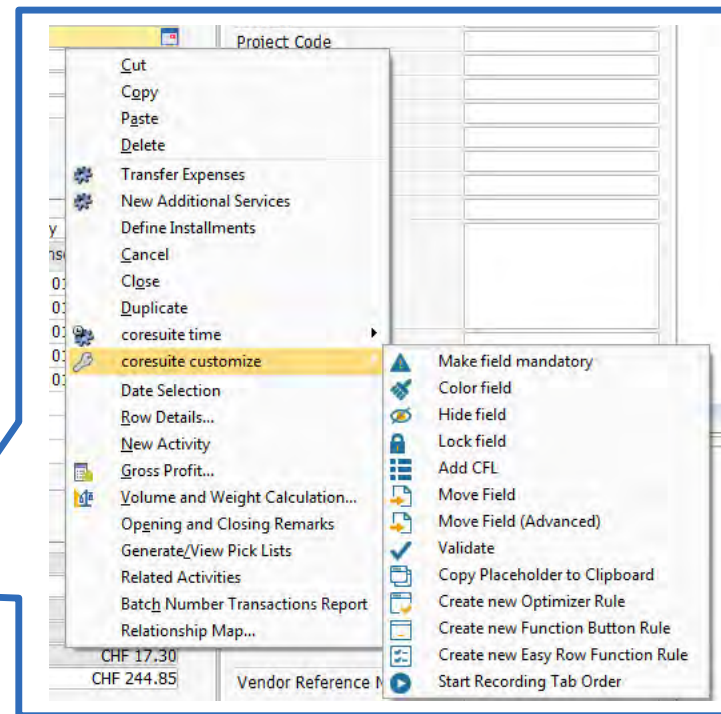 Project Code
Cut
Copy
Paste
Delete
Transfer Expenses
New Additional Services
Define Installments
Cancel
Close
Duplicate
coresuite time
coresuite customize
Date Selection
Row Details...
New Activity
Gross Profit...
Volume and Weight Calculation...
Opening and Closing Remarks
Generate/View Pick Lists
Related Activities
Batch Number Transactions Report
Relationship Map...
Make field mandatory
Color field
Hide field
Lock field
Add CFL
Move Field
Move Field (Advanced)
Validate
Copy Placeholder to Clipboard
Create new Optimizer Rule
Create new Function Button Rule
Create new Easy Row Function Rule
Start Recording Tab Order
CHF 17.30
CHF 244.85
Vendor Reference